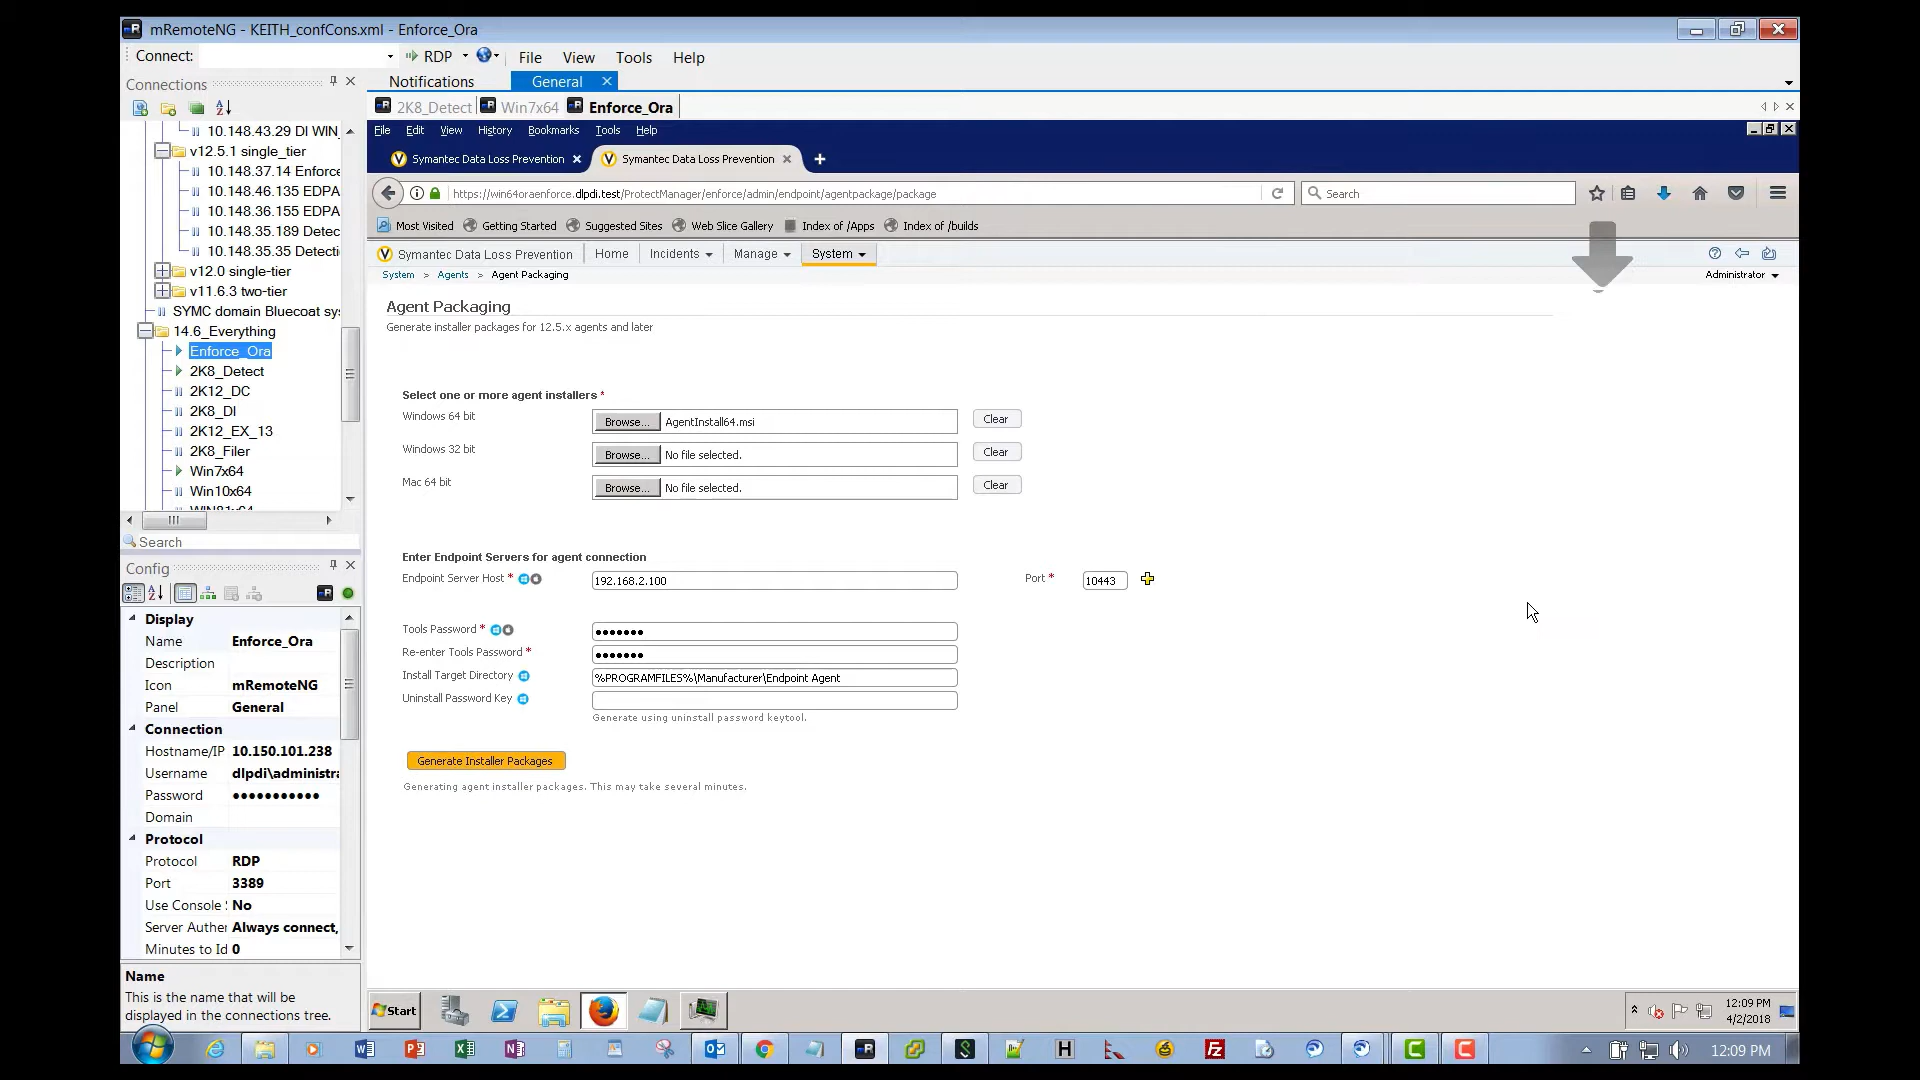 mRemoteNG - KEITH_confCons.xml - Enforce_Ora
Connect: RDP File View Tools Help
Connections
Notifications General
2K8_Detect Win7x64 Enforce_Ora
10.148.43.29 DI WIN_
v12.5.1 single_tier
10.148.37.14 Enforce
10.148.46.135 EDPA
10.148.36.155 EDPA
10.148.35.189 Detec
10.148.35.35 Detecti
v12.0 single-tier
v11.6.3 two-tier
SYMC domain Bluecoat sy
14.6_Everything
Enforce_Ora
2K8_Detect
2K12_DC
2K8_DI
2K12_EX_13
2K8_Filer
Win7x64
Win10x64
WIN81x64
Search
Config
Display
Name Enforce_Ora
Description
Icon mRemoteNG
Panel General
Connection
Hostname/IP 10.150.101.238
Username dlpdi\administra
Password ●●●●●●●●●●●
Domain
Protocol
Protocol RDP
Port 3389
Use Console No
Server Auther Always connect,
Minutes to Id 0
Name
This is the name that will be
displayed in the connections tree.
File Edit View History Bookmarks Tools Help
Symantec Data Loss Prevention Symantec Data Loss Prevention
https://win64oraenforce.dlpdi.test/ProtectManager/enforce/admin/endpoint/agentpackage/package Search
Most Visited Getting Started Suggested Sites Web Slice Gallery Index of /Apps Index of /builds
Symantec Data Loss Prevention Home Incidents Manage System
System > Agents > Agent Packaging Administrator
Agent Packaging
Generate installer packages for 12.5.x agents and later
Select one or more agent installers *
Windows 64 bit Browse... AgentInstall64.msi Clear
Windows 32 bit Browse... No file selected. Clear
Mac 64 bit Browse... No file selected. Clear
Enter Endpoint Servers for agent connection
Endpoint Server Host * 192.168.2.100 Port * 10443
Tools Password * ●●●●●●●
Re-enter Tools Password * ●●●●●●●
Install Target Directory %PROGRAMFILES%\Manufacturer\Endpoint Agent
Uninstall Password Key
Generate using uninstall password keytool.
Generate Installer Packages
Generating agent installer packages. This may take several minutes.
Start
12:09 PM
4/2/2018
12:09 PM